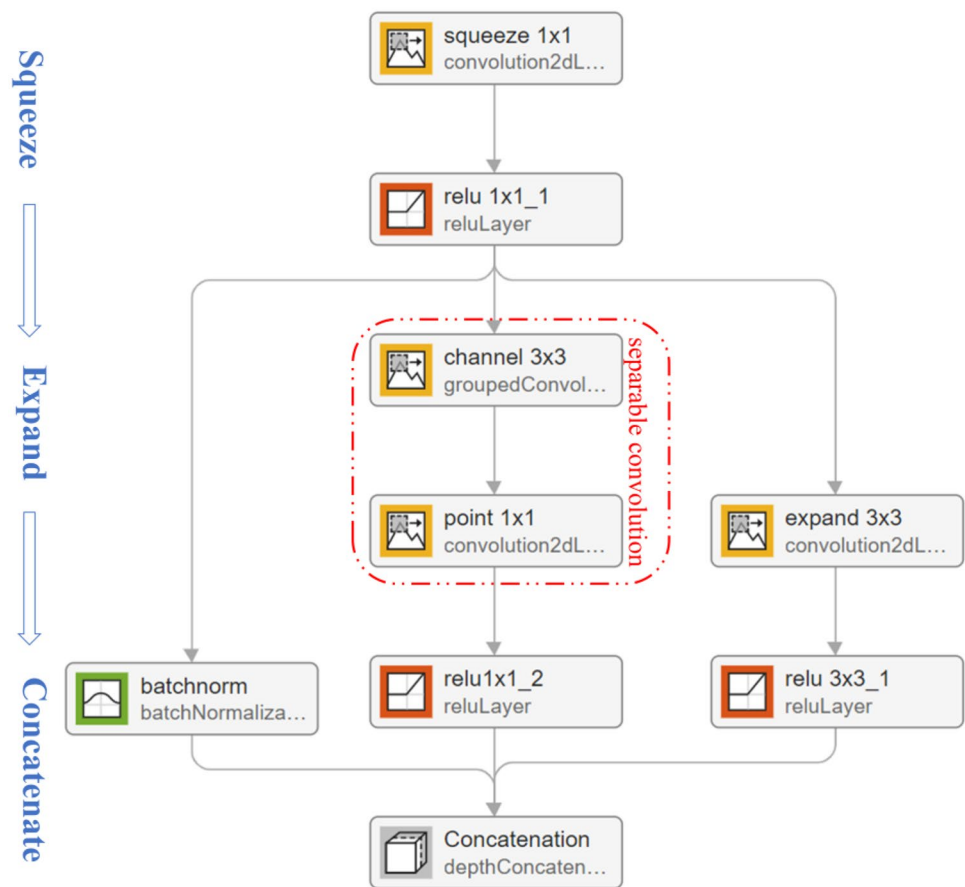 Squeeze
Expand
Concatenate
squeeze 1x1
convolution2dL...
relu 1x1_1
reluLayer
channel 3x3
groupedConvol...
separable convolution
point 1x1
convolution2dL...
expand 3x3
convolution2dL...
batchnorm
batchNormaliza...
relu1x1_2
reluLayer
relu 3x3_1
reluLayer
Concatenation
depthConcaten...